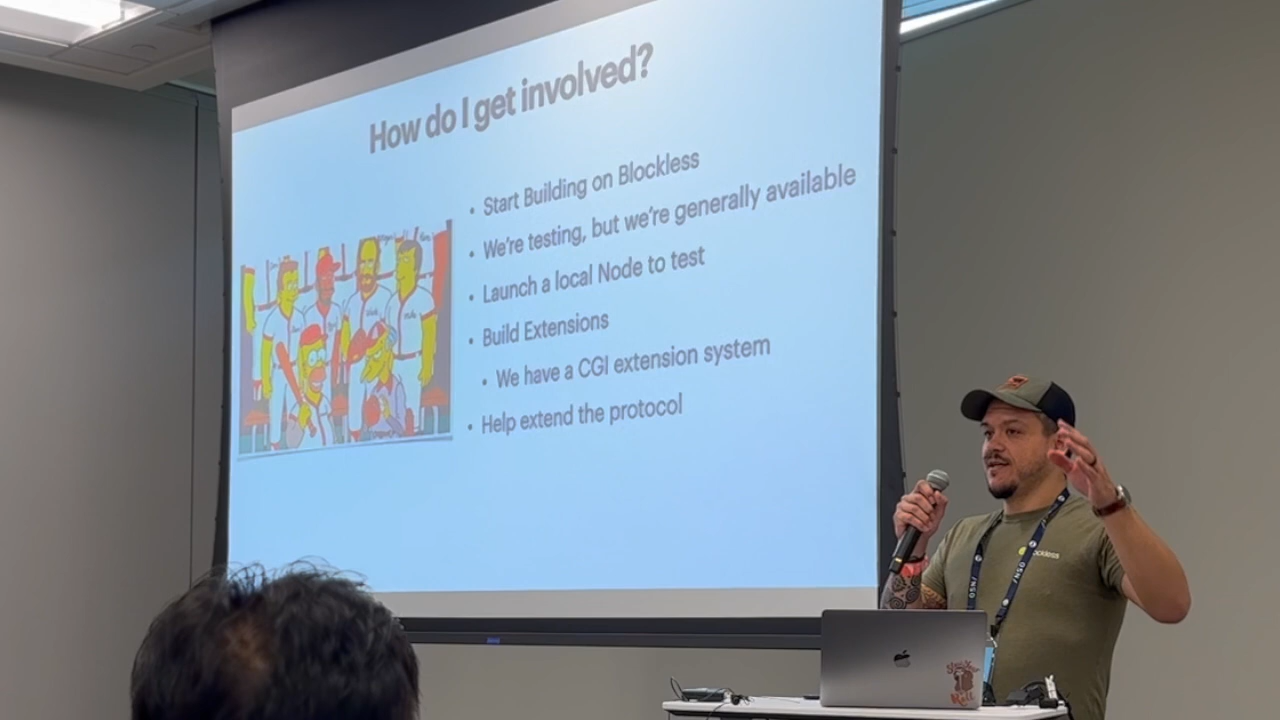 How do I get involved?
• Start Building on Blockless
• We're testing, but we're generally available
• Launch a local Node to test
• Build Extensions
• We have a CGI extension system
• Help extend the protocol
ockless